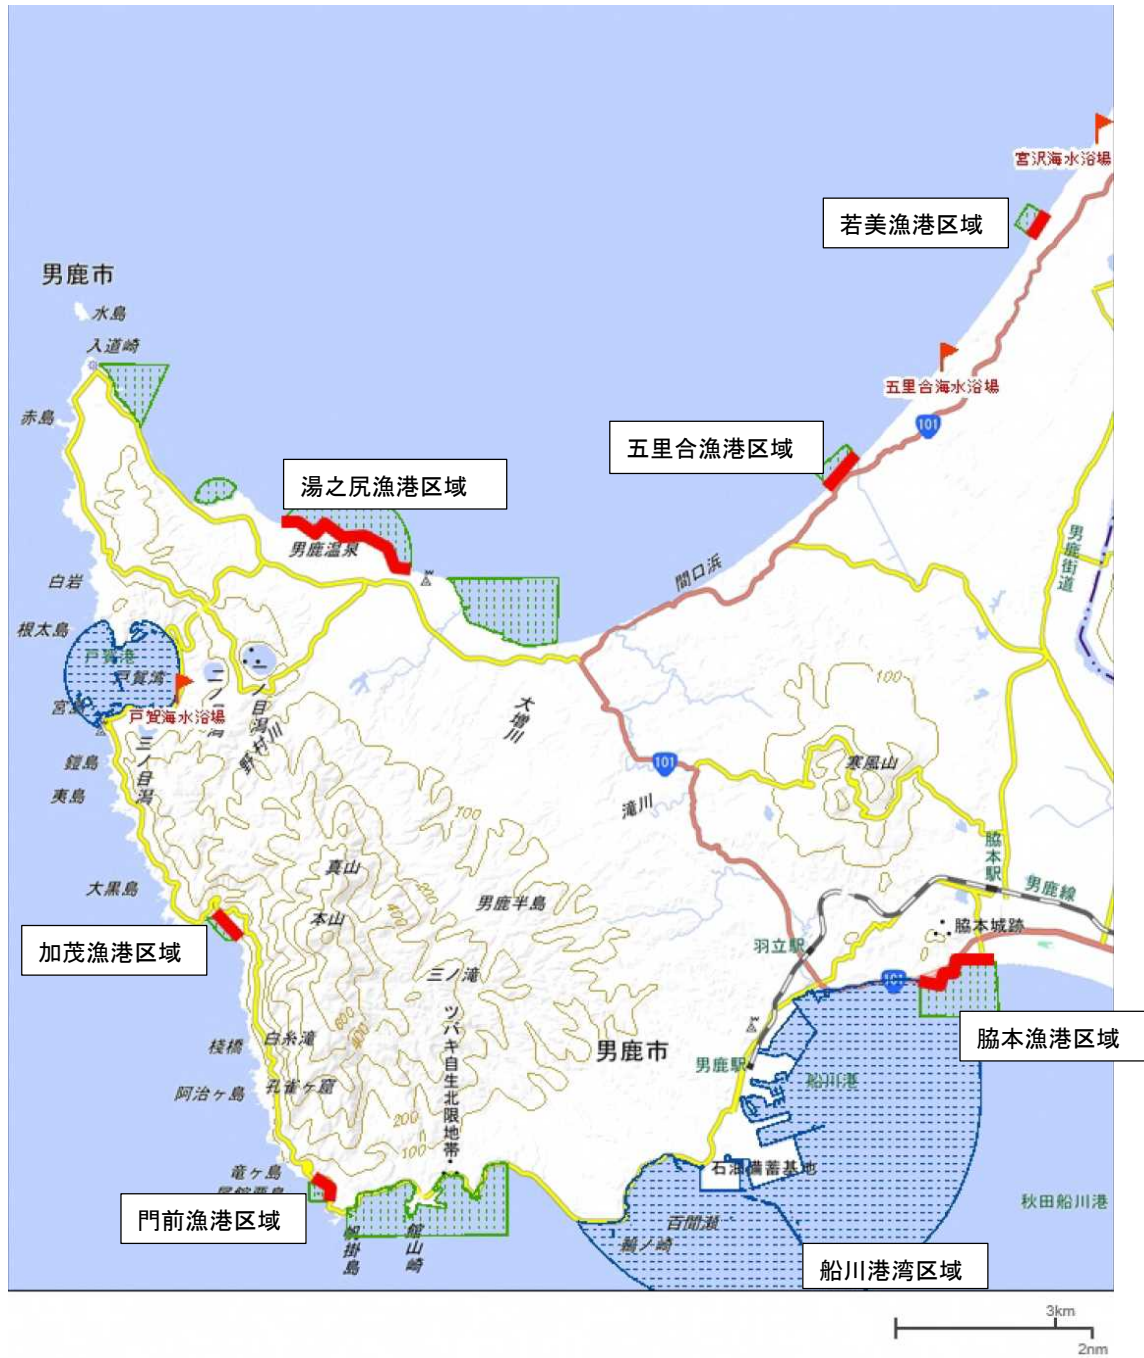 宮沢海水浴場
若美漁港区域
男鹿市
水島
入道崎
五里合海水浴場
赤島
101
五里合漁港区域
湯之尻漁港区域
男鹿温泉
男鹿街道
間口浜
白岩
根太島
戸賀港
戸賀湾
一ノ目潟
戸賀海水浴場
野村川
三ノ目潟
大増川
鎧島
夷島
101
寒風山
100
滝川
100
脇本駅
真山
大黒島
男鹿半島
400
男鹿線
本山
脇本城跡
加茂漁港区域
羽立駅
三ノ滝
101
ツバキ自生北限地帯
600
400
白糸滝
桟橋
男鹿市
脇本漁港区域
男鹿駅
船川港
孔雀ヶ窟
阿治ヶ島
200
100
竜ヶ島
石油備蓄基地
秋田船川港
門前漁港区域
帆掛島
館山崎
百間瀬
鵜ノ崎
船川港湾区域
3km
2nm